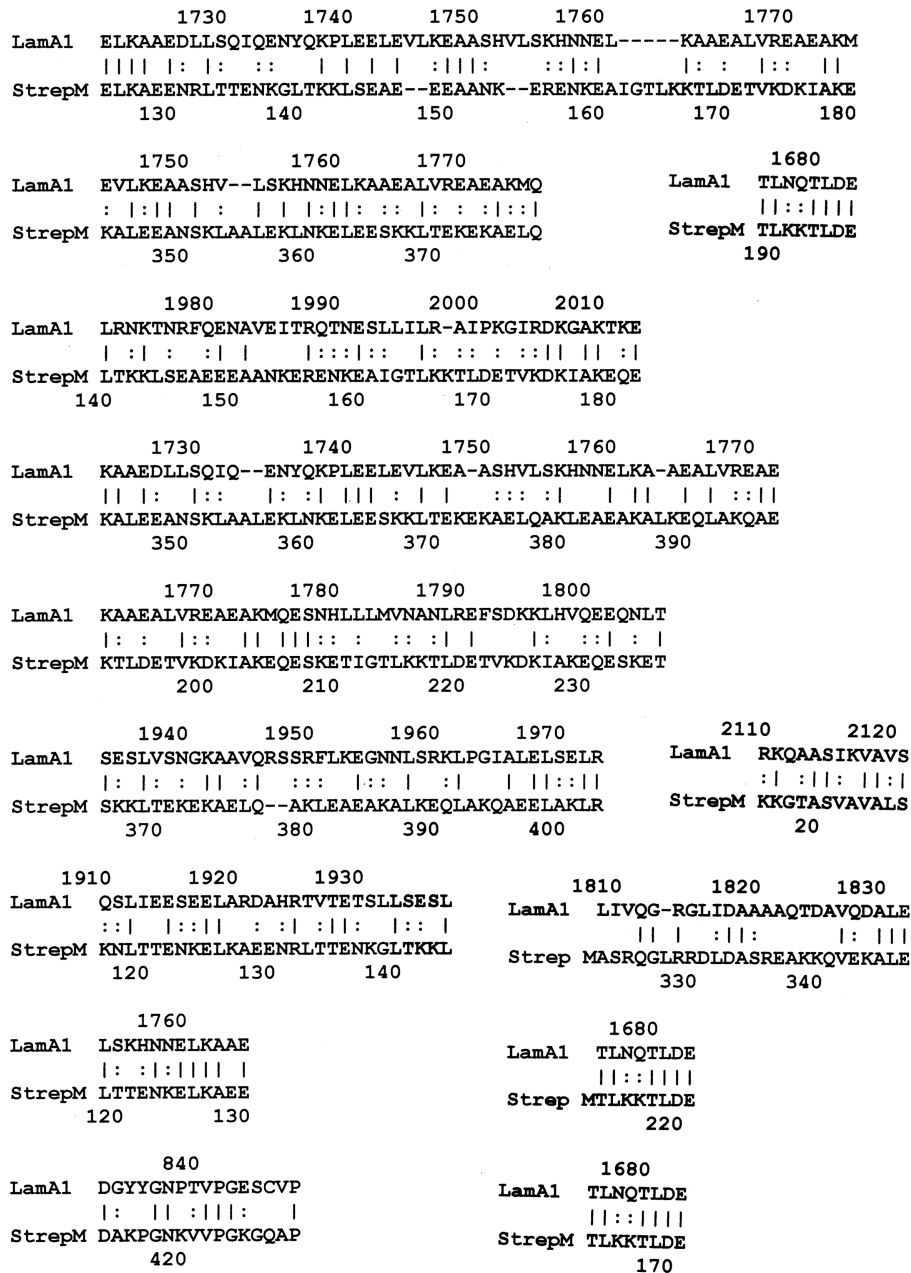 1730 1740 1750 1760 1770
LamA1 ELKAAEDLLSQIQENYQKPLEELEVLKEAASHVLSKHNNEL-----KAAEALVREAEAKM
StrepM ELKAEENRLTTENKGLTKKLSEAE--EEAANK--ERENKEAIGTLKKTLDETVKDKIAKE
130 140 150 160 170 180
1750 1760 1770
LamA1 EVLKEAASHV--LSKHNNELKAAEALVREAEAKMQ
StrepM KALEEANSKLAALEKLNKELEESKKLTEKEKAELQ
350 360 370
1680
LamA1 TLNQTLDE
StrepM TLKKTLDE
190
1980 1990 2000 2010
LamA1 LRNKTNRFQENAVEITRQTNESLLILR-AIPKGIRDKGAKTKE
StrepM LTKKLSEAEEEAANKERENKEAIGTLKKTLDETVKDKIAKEQE
140 150 160 170 180
1730 1740 1750 1760 1770
LamA1 KAAEDLLSQIQ--ENYQKPLEELEVLKEA-ASHVLSKHNNELKA-AEALVREAE
StrepM KALEEANSKLAALEKLNKELEESKKLTEKEKAELQAKLEAEAKALKEQLAKQAE
350 360 370 380 390
1770 1780 1790 1800
LamA1 KAAEALVREAEAKMQESNHLLLMVNANLREFSDKKLHVQEEQNLT
StrepM KTLDETVKDKIAKEQESKETIGTLKKTLDETVKDKIAKEQESKET
200 210 220 230
1940 1950 1960 1970
LamA1 SESLVSNGKAAVQRSSRFLKEGNNLSRKLPGIALELSELR
StrepM SKKLTEKEKAELQ--AKLEAEAKALKEQLAKQAEELAKLR
370 380 390 400
2110 2120
LamA1 RKQAASIKVAVS
StrepM KKGTASVAVALS
20
1910 1920 1930
LamA1 QSLIEESEELARDAHRTVTETSLLSESL
StrepM KNLTTENKELKAEENRLTTENKGLTKKL
120 130 140
1810 1820 1830
LamA1 LIVQG-RGLIDAAAAQTDAVQDALE
Strep MASRQGLRRDLDASREAKKQVEKALE
330 340
1760
LamA1 LSKHNNELKAAE
StrepM LTTENKELKAEE
120 130
1680
LamA1 TLNQTLDE
Strep MTLKKTLDE
220
840
LamA1 DGYYGNPTVPGESCVP
StrepM DAKPGNKVVPGKGQAP
420
1680
LamA1 TLNQTLDE
StrepM TLKKTLDE
170